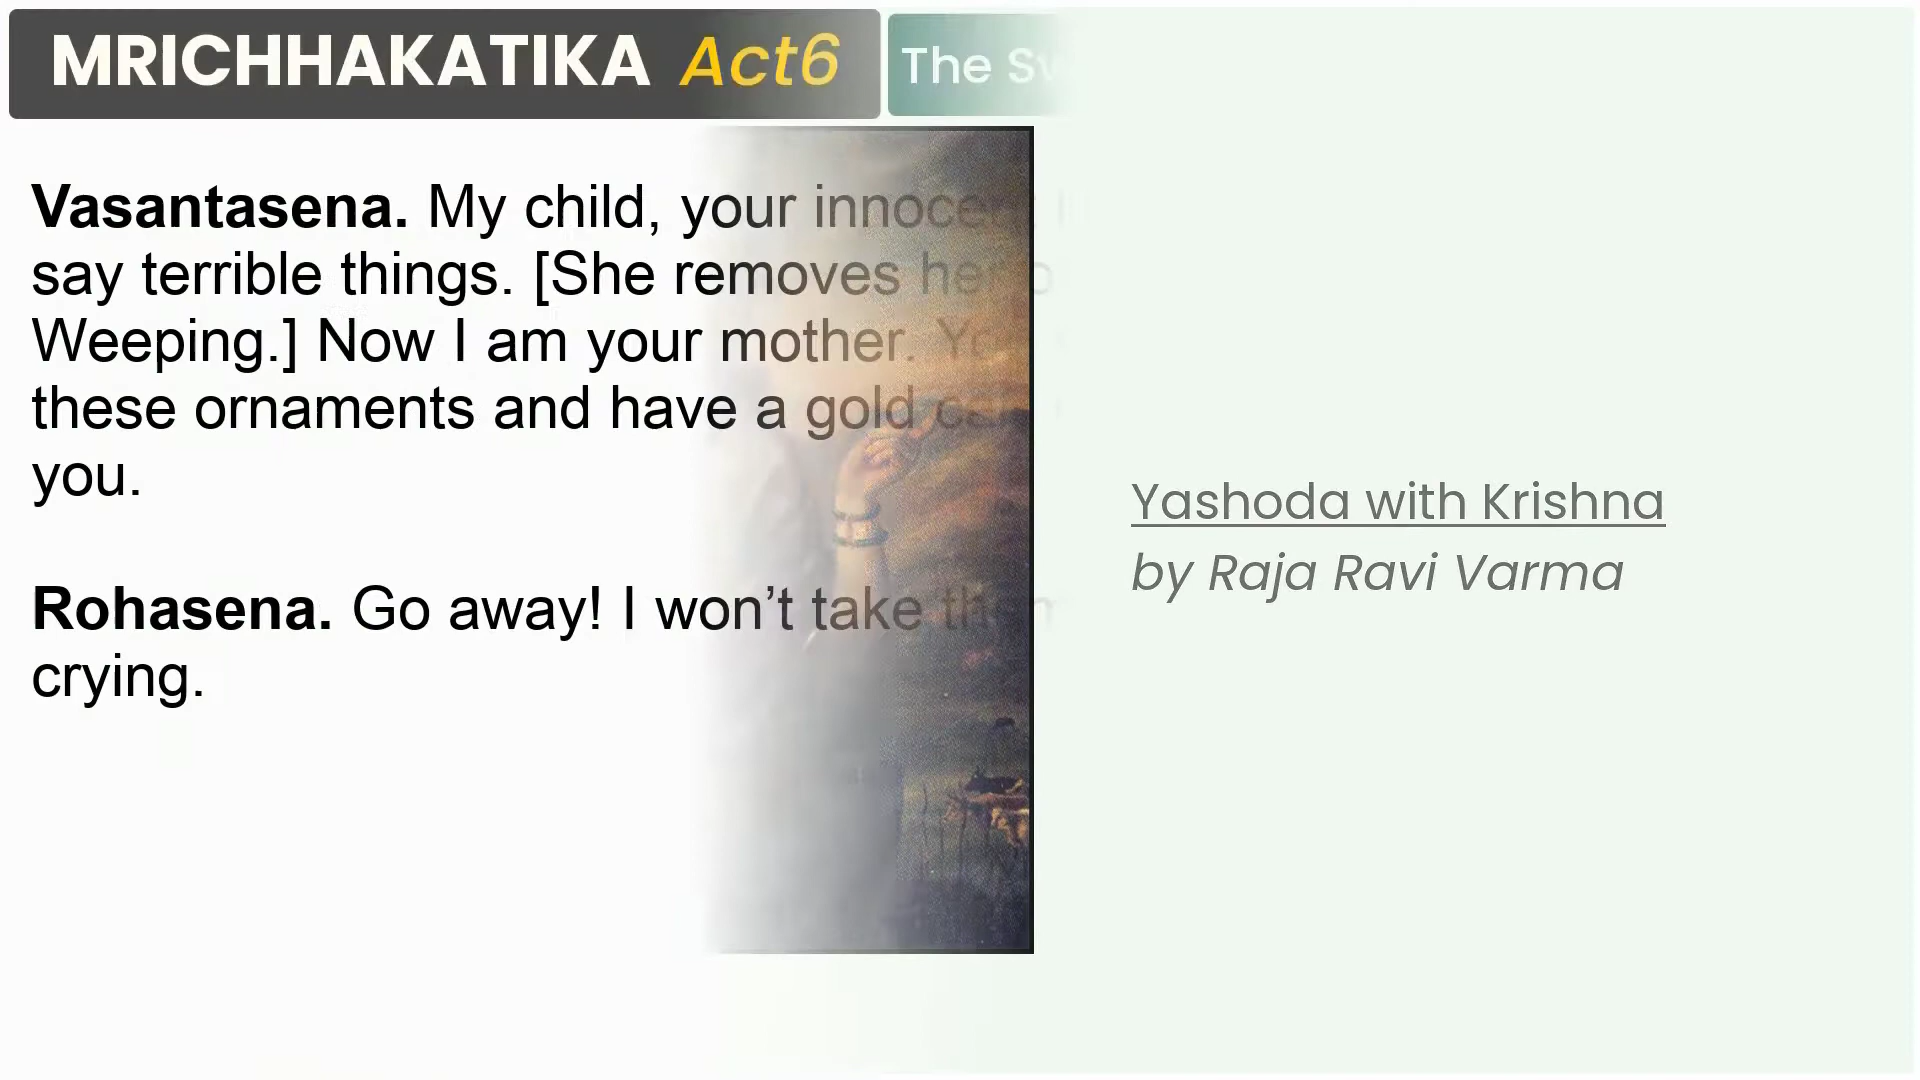 MRICHHAKATIKA Act6
The
Vasantasena. My child, your
say terrible things. [She removes her
Weeping.] Now I am your mother.
these ornaments and have a gold
you.
Rohasena. Go away! I won’t take
crying.
Yashoda with Krishna
by Raja Ravi Varma